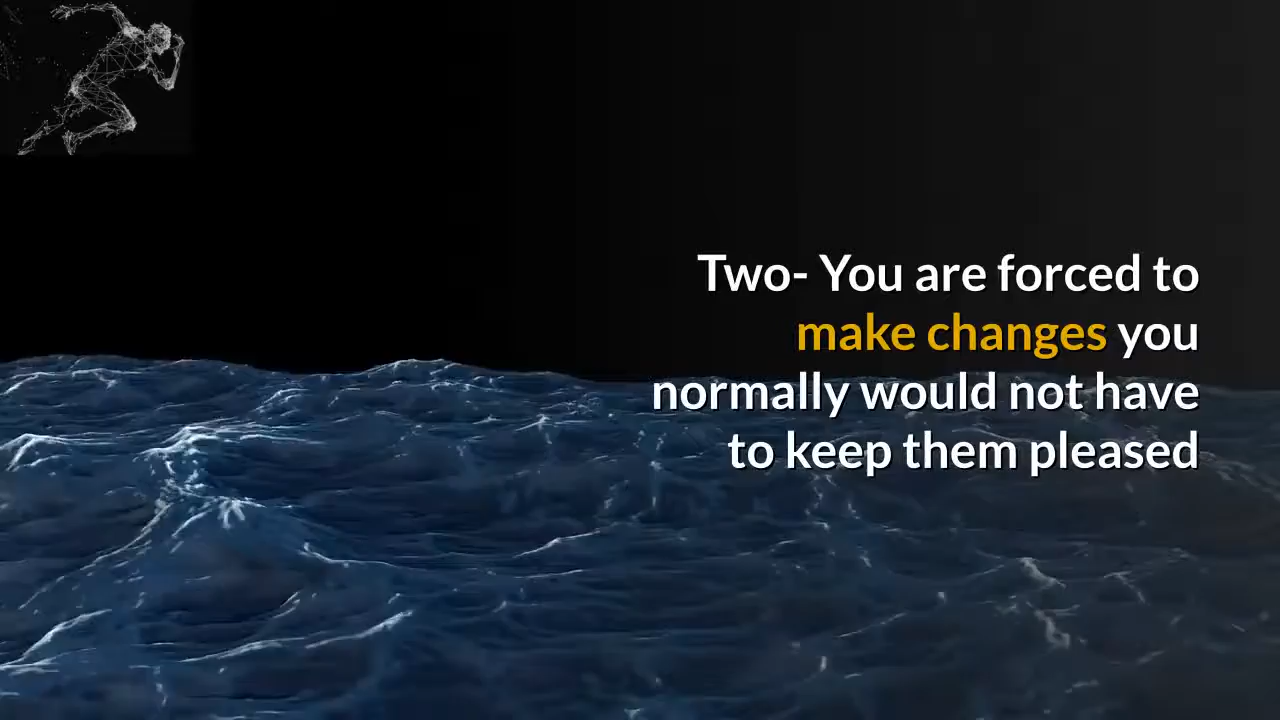 Two- You are forced to
make changes you
normally would not have
to keep them pleased